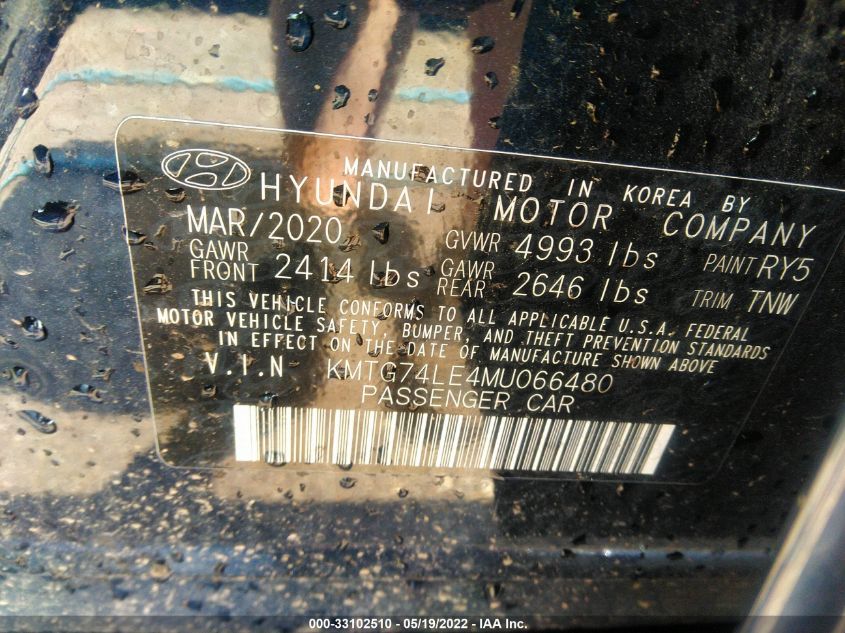 MANUFACTURED IN KOREA BY
HYUNDAI MOTOR COMPANY
MAR/2020 GVWR 4993 lbs PAINT RY5
GAWR FRONT 2414 lbs GAWR REAR 2646 lbs TRIM TNW
THIS VEHICLE CONFORMS TO ALL APPLICABLE U.S.A. FEDERAL
MOTOR VEHICLE SAFETY, BUMPER, AND THEFT PREVENTION STANDARDS
IN EFFECT ON THE DATE OF MANUFACTURE SHOWN ABOVE
V.I.N KMTG74LE4MU066480
PASSENGER CAR
000-33102510 - 05/19/2022 - IAA Inc.